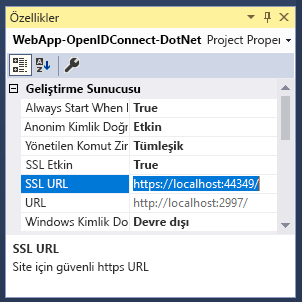 Özellikler
WebApp-OpenIDConnect-DotNet Project Proper
Geliştirme Sunucusu
Always Start When I True
Anonim Kimlik Doğr Etkin
Yönetilen Komut Zir Tümleşik
SSL Etkin True
SSL URL https://localhost:44349/
URL http://localhost:2997/
Windows Kimlik Do Devre dışı
SSL URL
Site için güvenli https URL